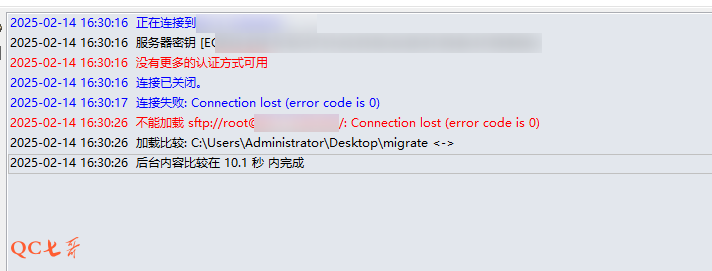 2025-02-14 16:30:16 正在连接到
2025-02-14 16:30:16 服务器密钥 [EC
2025-02-14 16:30:16 没有更多的认证方式可用
2025-02-14 16:30:16 连接已关闭。
2025-02-14 16:30:17 连接失败: Connection lost (error code is 0)
2025-02-14 16:30:26 不能加载 sftp://root@ /: Connection lost (error code is 0)
2025-02-14 16:30:26 加载比较: C:\Users\Administrator\Desktop\migrate <->
2025-02-14 16:30:26 后台内容比较在 10.1 秒 内完成
QC七哥